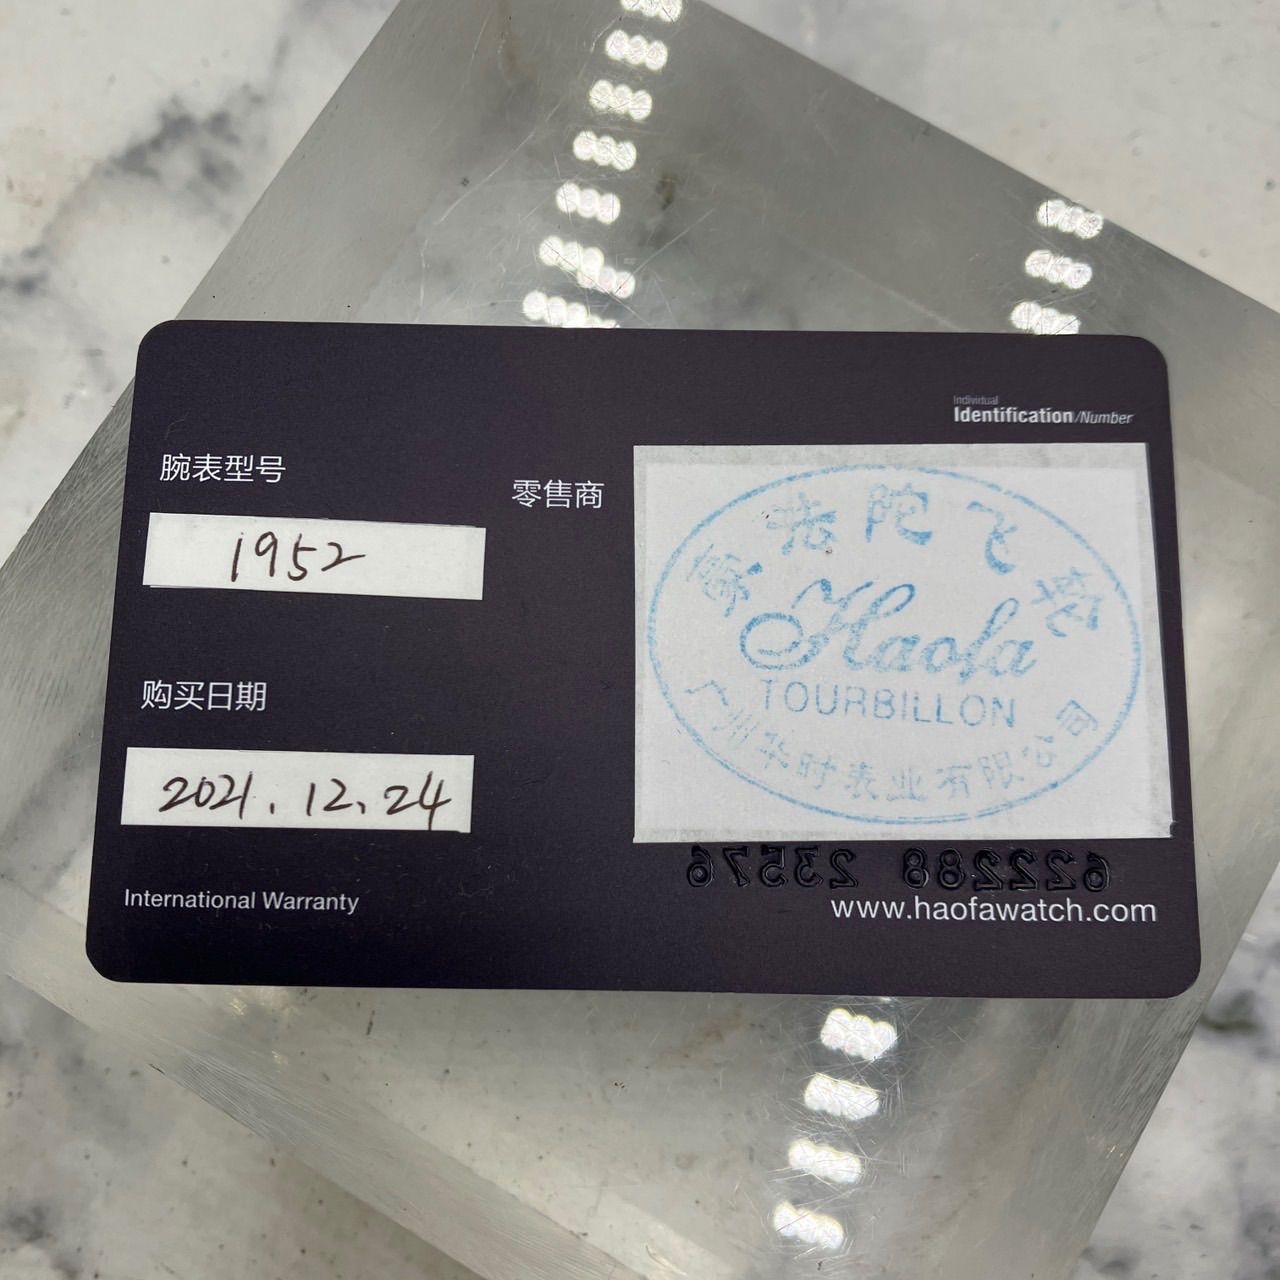 Indivirtual
Identification/Number
腕表型号
1952
零售商
豪法陀飞轮
Haofa
TOURBILLON
广州华时表业有限公司
购买日期
2021.12.24
622288 23576
International Warranty
www.haofawatch.com